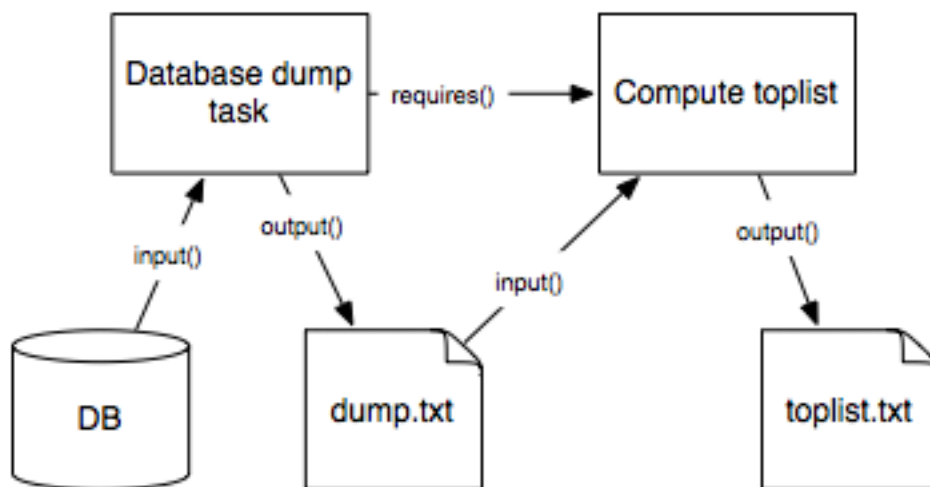 Database dump
task
requires()
Compute toplist
input()
output()
input()
output()
DB
dump.txt
toplist.txt